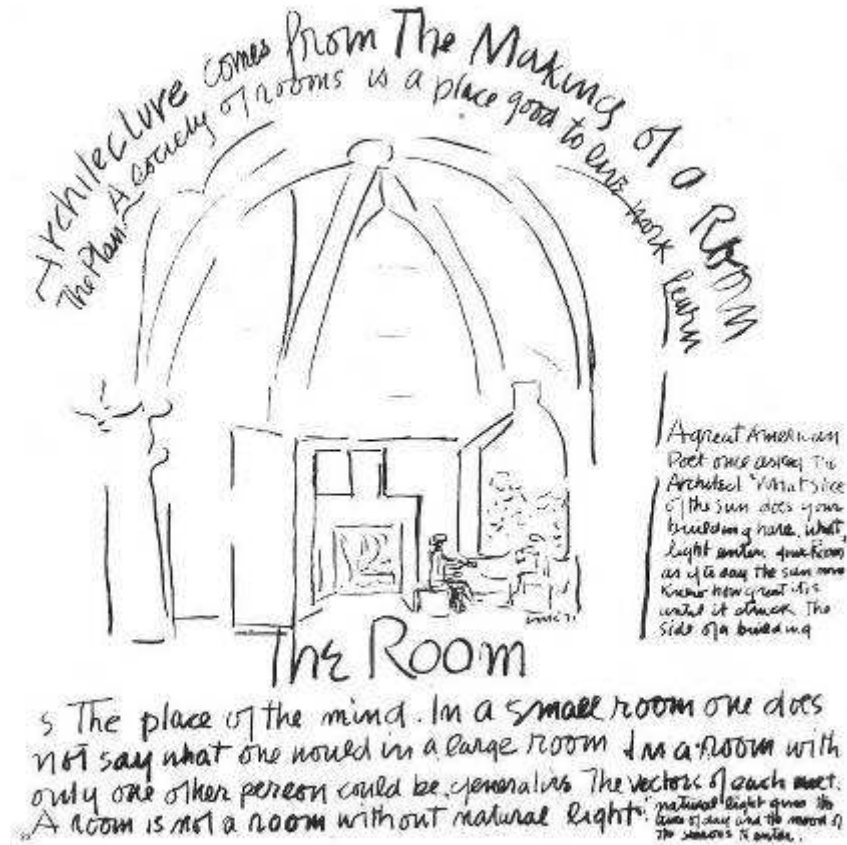 Architecture comes from The Making of a Room
The Plan - A society of rooms is a place good to live work learn
A great American
Poet once asked the
Architect "What slice
of the sun does your
building have. What
light enters your Room
as if to say the sun never
knew how great it is
until it struck the
side of a building
The Room
s The place of the mind. In a small room one does
not say what one would in a large room In a room with
only one other person could be generative The vectors of each meet.
A room is not a room without natural light.
natural light gives the
time of day and the mood of
The seasons to enter.